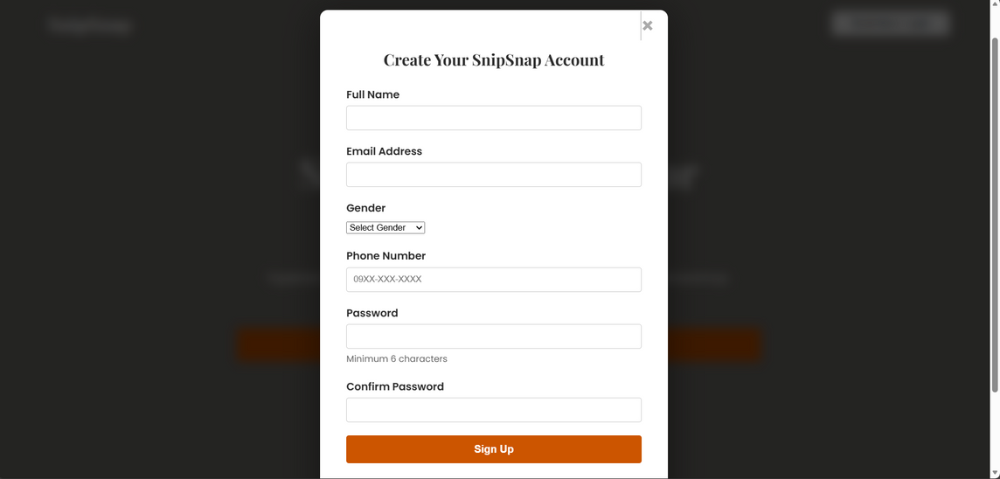 ×
Create Your SnipSnap Account
Full Name
Email Address
Gender
Select Gender
Phone Number
09XX-XXX-XXXX
Password
Minimum 6 characters
Confirm Password
Sign Up